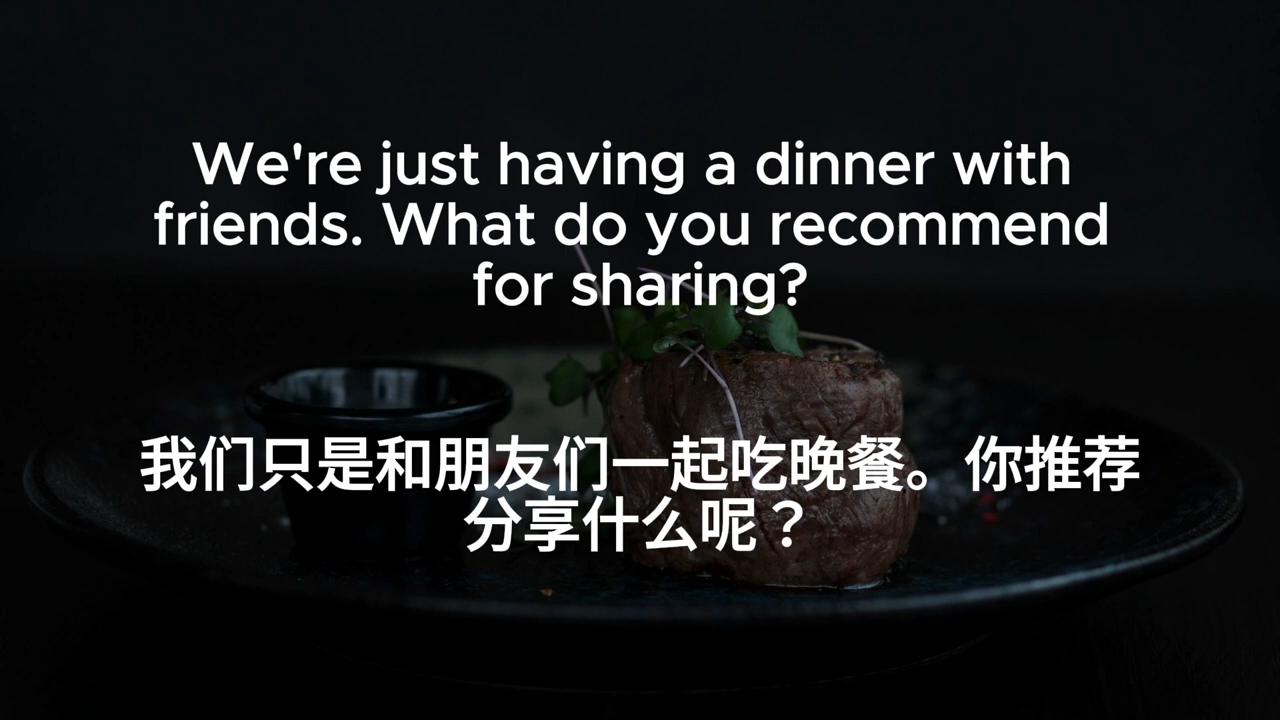 We're just having a dinner with
friends. What do you recommend
for sharing?
我们只是和朋友们一起吃晚餐。你推荐
分享什么呢？